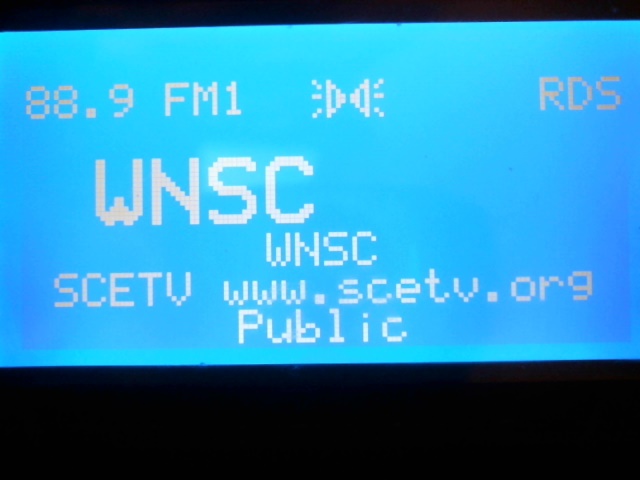 88.9 FM1 RDS
WNSC
WNSC
SCETV www.scetv.org
Public